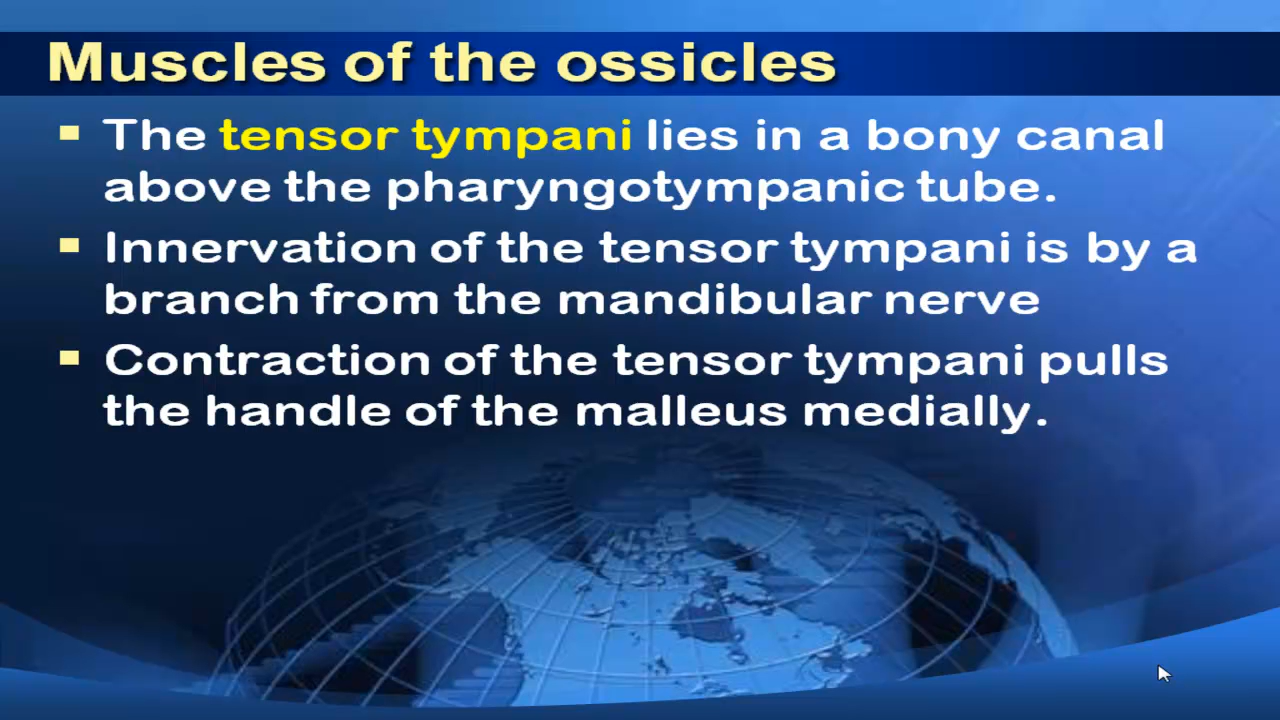 Muscles of the ossicles
The tensor tympani lies in a bony canal
above the pharyngotympanic tube.
Innervation of the tensor tympani is by a
branch from the mandibular nerve
Contraction of the tensor tympani pulls
the handle of the malleus medially.